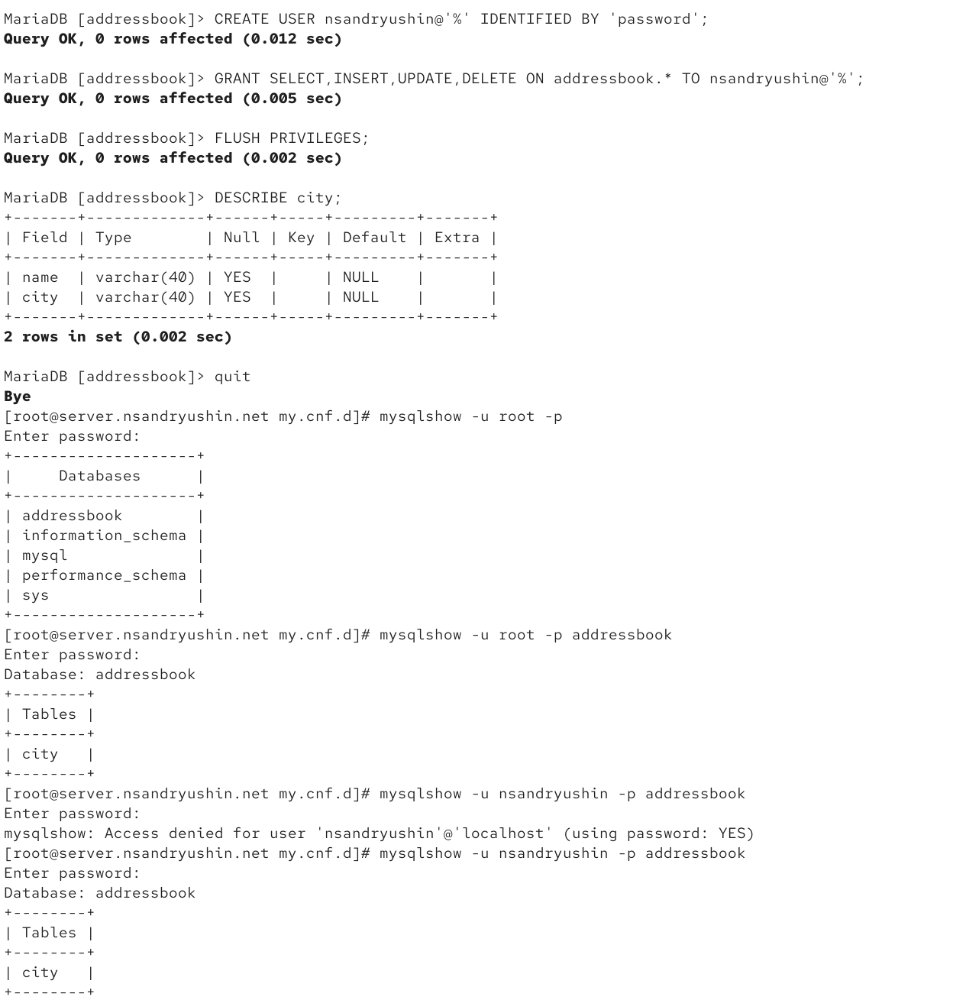 MariaDB [addressbook]> CREATE USER nsandryushin@'%' IDENTIFIED BY 'password';
Query OK, 0 rows affected (0.012 sec)

MariaDB [addressbook]> GRANT SELECT,INSERT,UPDATE,DELETE ON addressbook.* TO nsandryushin@'%';
Query OK, 0 rows affected (0.005 sec)

MariaDB [addressbook]> FLUSH PRIVILEGES;
Query OK, 0 rows affected (0.002 sec)

MariaDB [addressbook]> DESCRIBE city;
+-------+-------------+------+-----+---------+-------+
| Field | Type        | Null | Key | Default | Extra |
+-------+-------------+------+-----+---------+-------+
| name  | varchar(40) | YES  |     | NULL    |       |
| city  | varchar(40) | YES  |     | NULL    |       |
+-------+-------------+------+-----+---------+-------+
2 rows in set (0.002 sec)

MariaDB [addressbook]> quit
Bye
[root@server.nsandryushin.net my.cnf.d]# mysqlshow -u root -p
Enter password:
+--------------------+
|     Databases      |
+--------------------+
| addressbook        |
| information_schema |
| mysql              |
| performance_schema |
| sys                |
+--------------------+
[root@server.nsandryushin.net my.cnf.d]# mysqlshow -u root -p addressbook
Enter password:
Database: addressbook
+--------+
| Tables |
+--------+
| city   |
+--------+
[root@server.nsandryushin.net my.cnf.d]# mysqlshow -u nsandryushin -p addressbook
Enter password:
mysqlshow: Access denied for user 'nsandryushin'@'localhost' (using password: YES)
[root@server.nsandryushin.net my.cnf.d]# mysqlshow -u nsandryushin -p addressbook
Enter password:
Database: addressbook
+--------+
| Tables |
+--------+
| city   |
+--------+